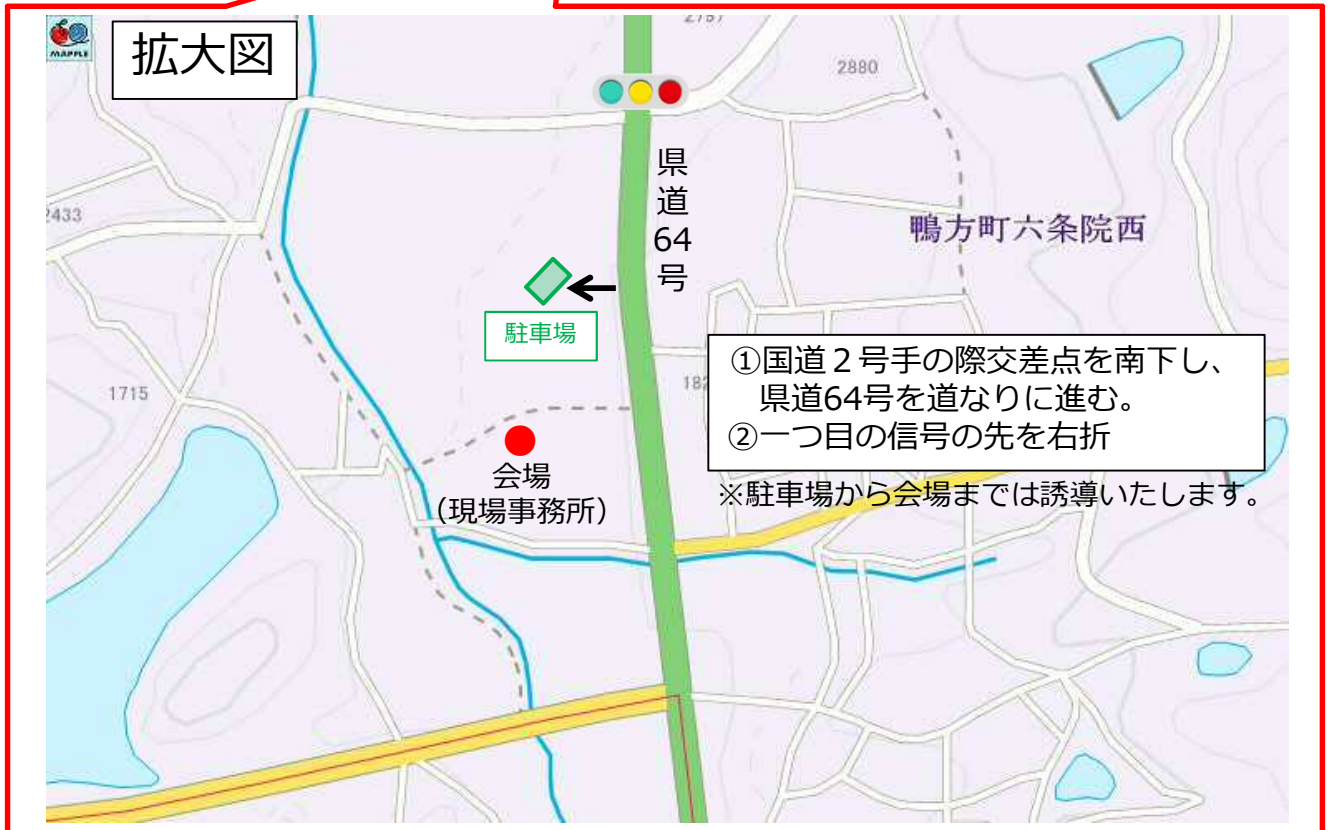 MAPPLE
拡大図
2880
県
道
64
号
2433
鴨方町六条院西
駐車場
①国道２号手の際交差点を南下し、
県道64号を道なりに進む。
②一つ目の信号の先を右折
1715
会場
（現場事務所）
※駐車場から会場までは誘導いたします。